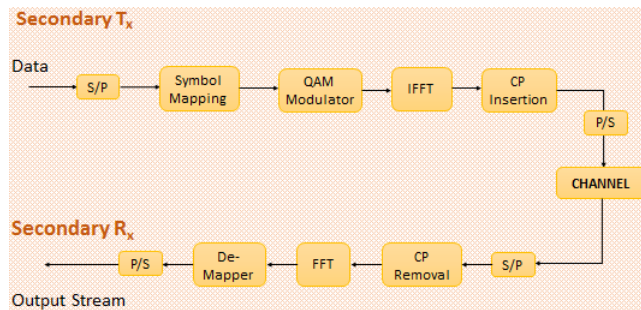 Secondary Tx
Data
S/P
Symbol
Mapping
QAM
Modulator
IFFT
CP
Insertion
P/S
CHANNEL
Secondary Rx
S/P
CP
Removal
FFT
De-
Mapper
P/S
Output Stream